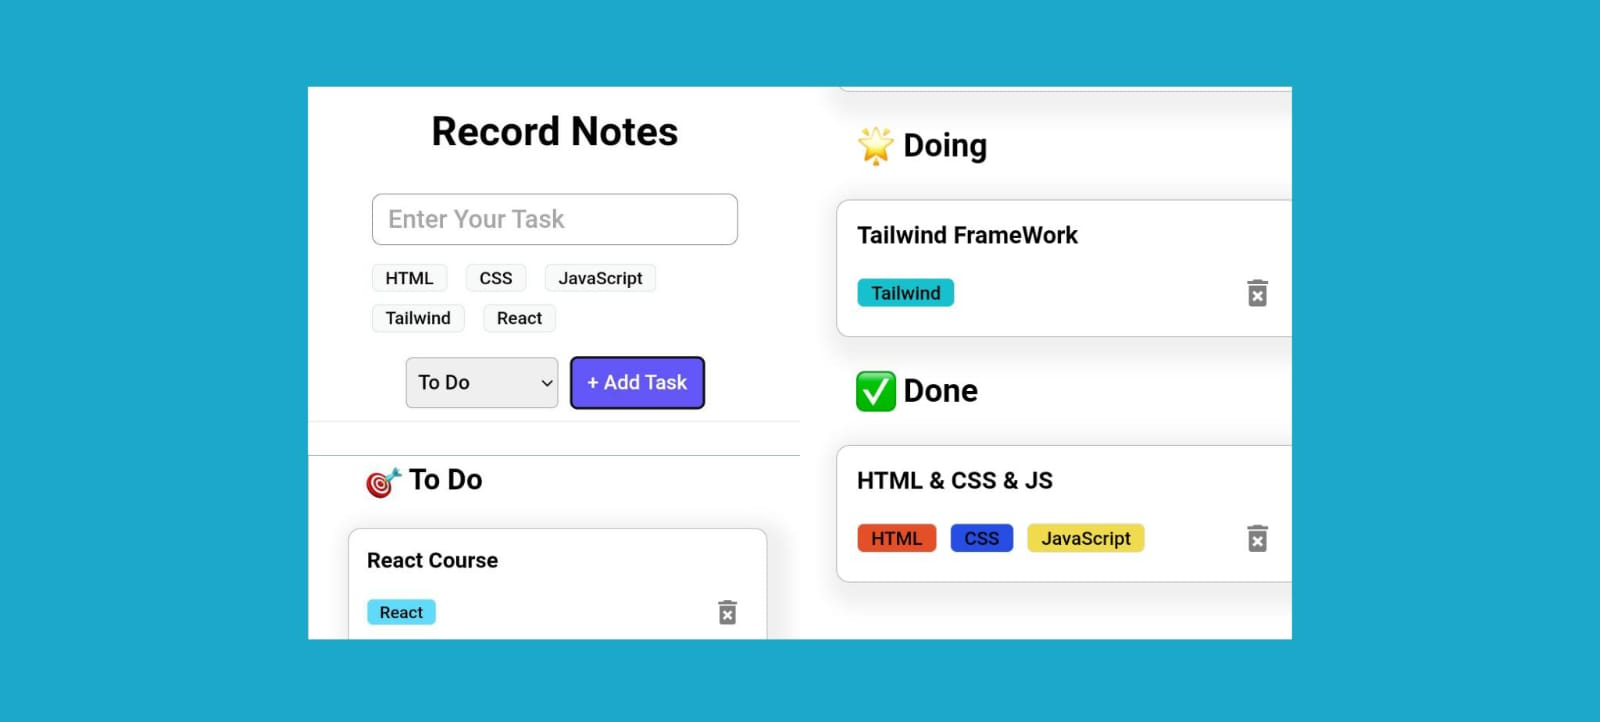 Record Notes
Enter Your Task
HTML CSS JavaScript
Tailwind React
To Do + Add Task
To Do
React Course
React
Doing
Tailwind FrameWork
Tailwind
Done
HTML & CSS & JS
HTML CSS JavaScript